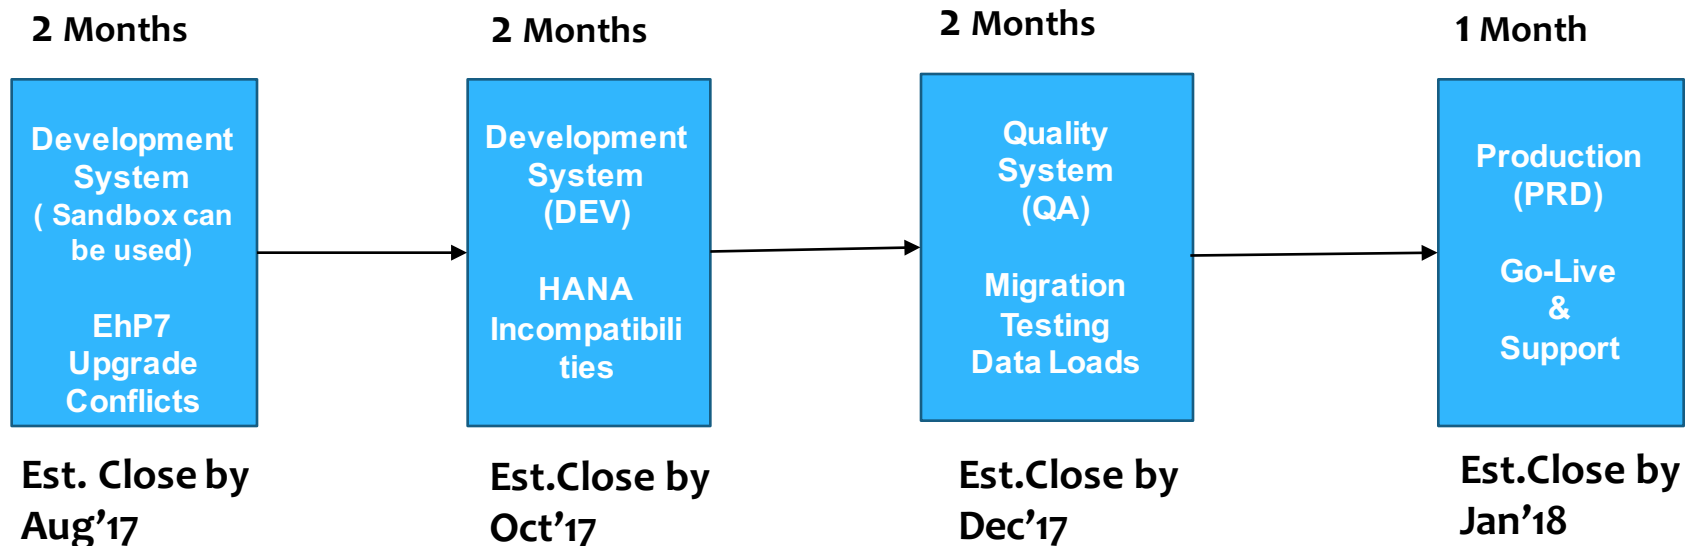 2 Months
Development
System
( Sandbox can
be used)
EhP7
Upgrade
Conflicts
Est. Close by
Aug’17
2 Months
Development
System
(DEV)
HANA
Incompatibili
ties
Est.Close by
Oct’17
2 Months
Quality
System
(QA)
Migration
Testing
Data Loads
Est.Close by
Dec’17
1 Month
Production
(PRD)
Go-Live
&
Support
Est.Close by
Jan’18